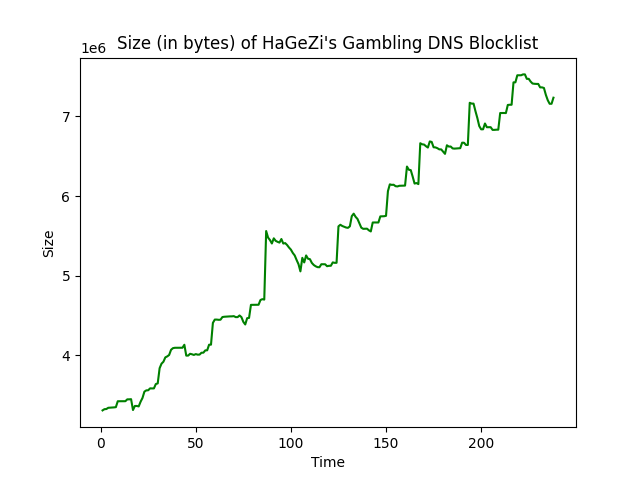 Size (in bytes) of HaGeZi's Gambling DNS Blocklist
1e6
7
6
5
4
Size
0 50 100 150 200
Time